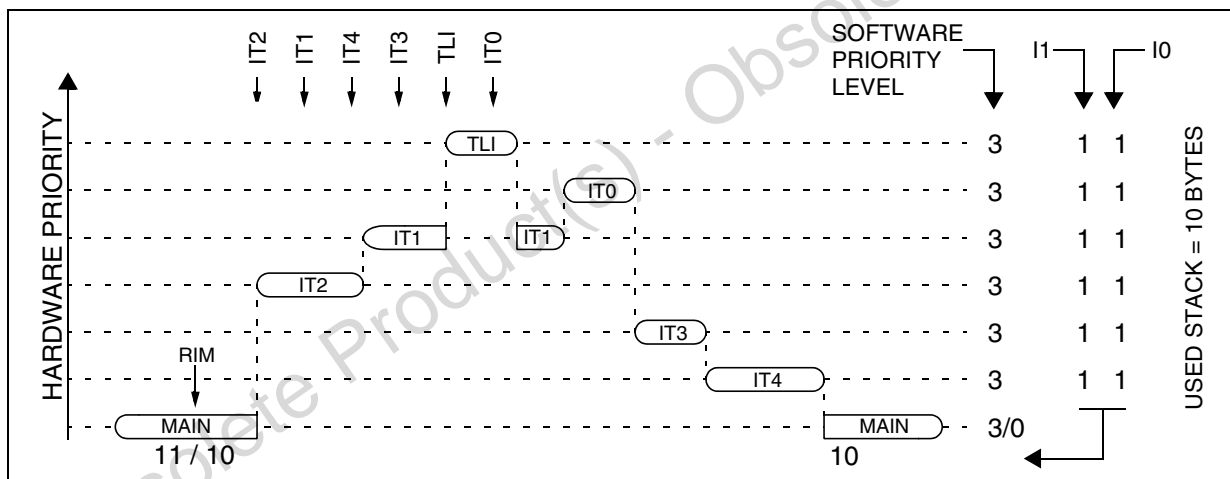 IT2
IT1
IT4
IT3
TLI
IT0
SOFTWARE
PRIORITY
LEVEL
I1
I0
HARDWARE PRIORITY
TLI
3
1 1
IT0
3
1 1
IT1
IT1
3
1 1
IT2
3
1 1
RIM
IT3
3
1 1
IT4
3
1 1
MAIN
MAIN
3/0
11 / 10
10
USED STACK = 10 BYTES
solete Product(s) - Obsol